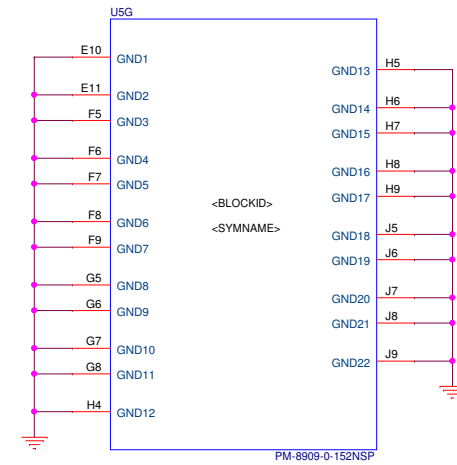 U5G
E10 GND1
E11 GND2
F5 GND3
F6 GND4
F7 GND5
F8 GND6
F9 GND7
G5 GND8
G6 GND9
G7 GND10
G8 GND11
H4 GND12
<BLOCKID>
<SYMNAME>
GND13 H5
GND14 H6
GND15 H7
GND16 H8
GND17 H9
GND18 J5
GND19 J6
GND20 J7
GND21 J8
GND22 J9
PM-8909-0-152NSP